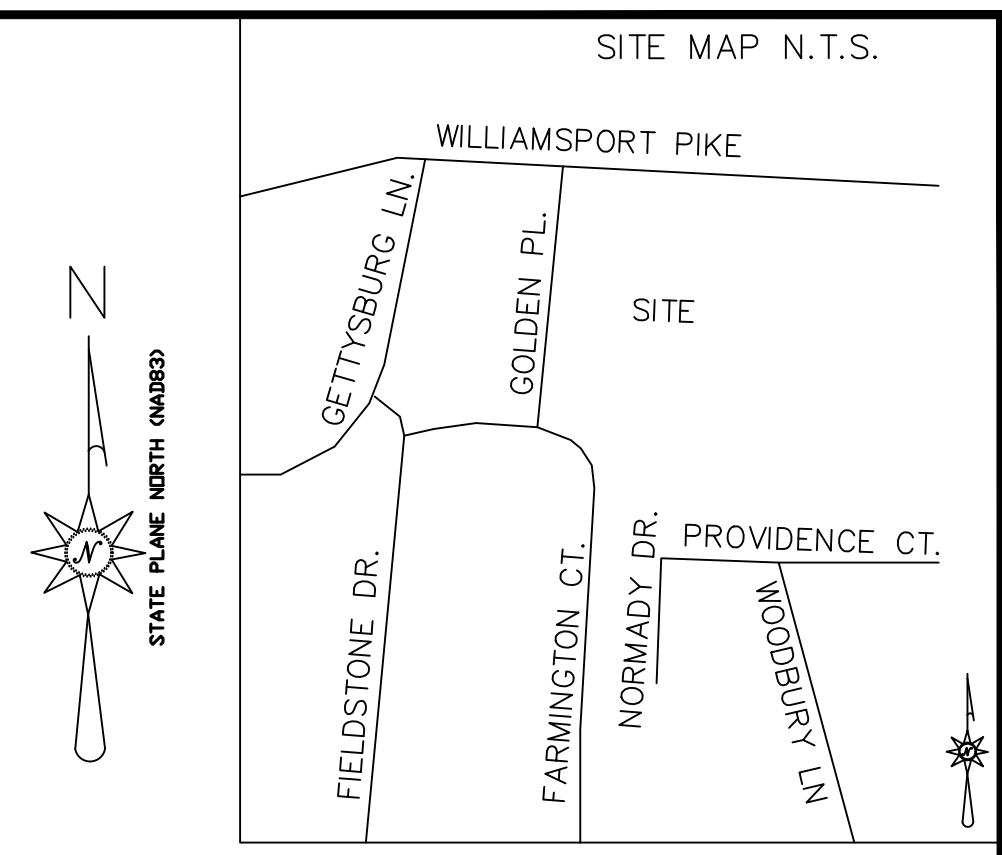 SITE MAP N.T.S.
WILLIAMSPORT PIKE
GETTYSBURG LN.
GOLDEN PL.
SITE
N
STATE PLANE NORTH (NAD83)
N
PROVIDENCE CT.
NORMADY DR.
FIELDSTONE DR.
FARMINGTON CT.
WOODBURY LN
N